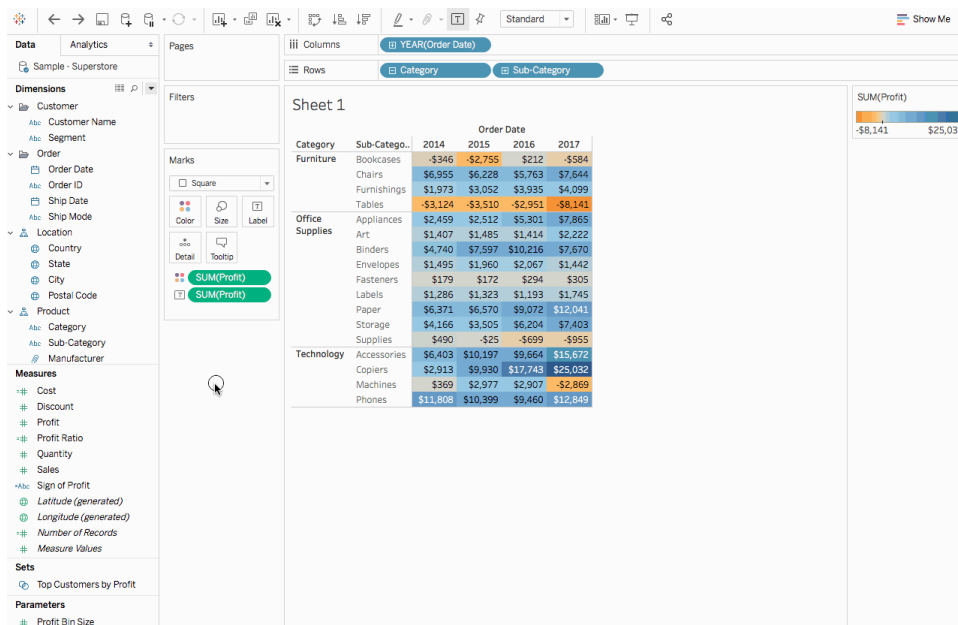 Standard
Show Me
Data
Analytics
Sample - Superstore
Dimensions
Customer
Abc Customer Name
Abc Segment
Order
Order Date
Abc Order ID
Ship Date
Abc Ship Mode
Location
Country
State
City
Postal Code
Product
Abc Category
Abc Sub-Category
Manufacturer
Measures
=# Cost
# Discount
# Profit
=# Profit Ratio
# Quantity
# Sales
=Abc Sign of Profit
Latitude (generated)
Longitude (generated)
=# Number of Records
# Measure Values
Sets
Top Customers by Profit
Parameters
# Profit Bin Size
Pages
Filters
Marks
Square
Color Size T Label
Detail Tooltip
SUM(Profit)
T SUM(Profit)
Columns YEAR(Order Date)
Rows Category Sub-Category
Sheet 1
Order Date
Category Sub-Catego.. 2014 2015 2016 2017
Furniture Bookcases -$346 -$2,755 $212 -$584
Chairs $6,955 $6,228 $5,763 $7,644
Furnishings $1,973 $3,052 $3,935 $4,099
Tables -$3,124 -$3,510 -$2,951 -$8,141
Office Supplies Appliances $2,459 $2,512 $5,301 $7,865
Art $1,407 $1,485 $1,414 $2,222
Binders $4,740 $7,597 $10,216 $7,670
Envelopes $1,495 $1,960 $2,067 $1,442
Fasteners $179 $172 $294 $305
Labels $1,286 $1,323 $1,193 $1,745
Paper $6,371 $6,570 $9,072 $12,041
Storage $4,166 $3,505 $6,204 $7,403
Supplies $490 -$25 -$699 -$955
Technology Accessories $6,403 $10,197 $9,664 $15,672
Copiers $2,913 $9,930 $17,743 $25,032
Machines $369 $2,977 $2,907 -$2,869
Phones $11,808 $10,399 $9,460 $12,849
SUM(Profit)
-$8,141 $25,03